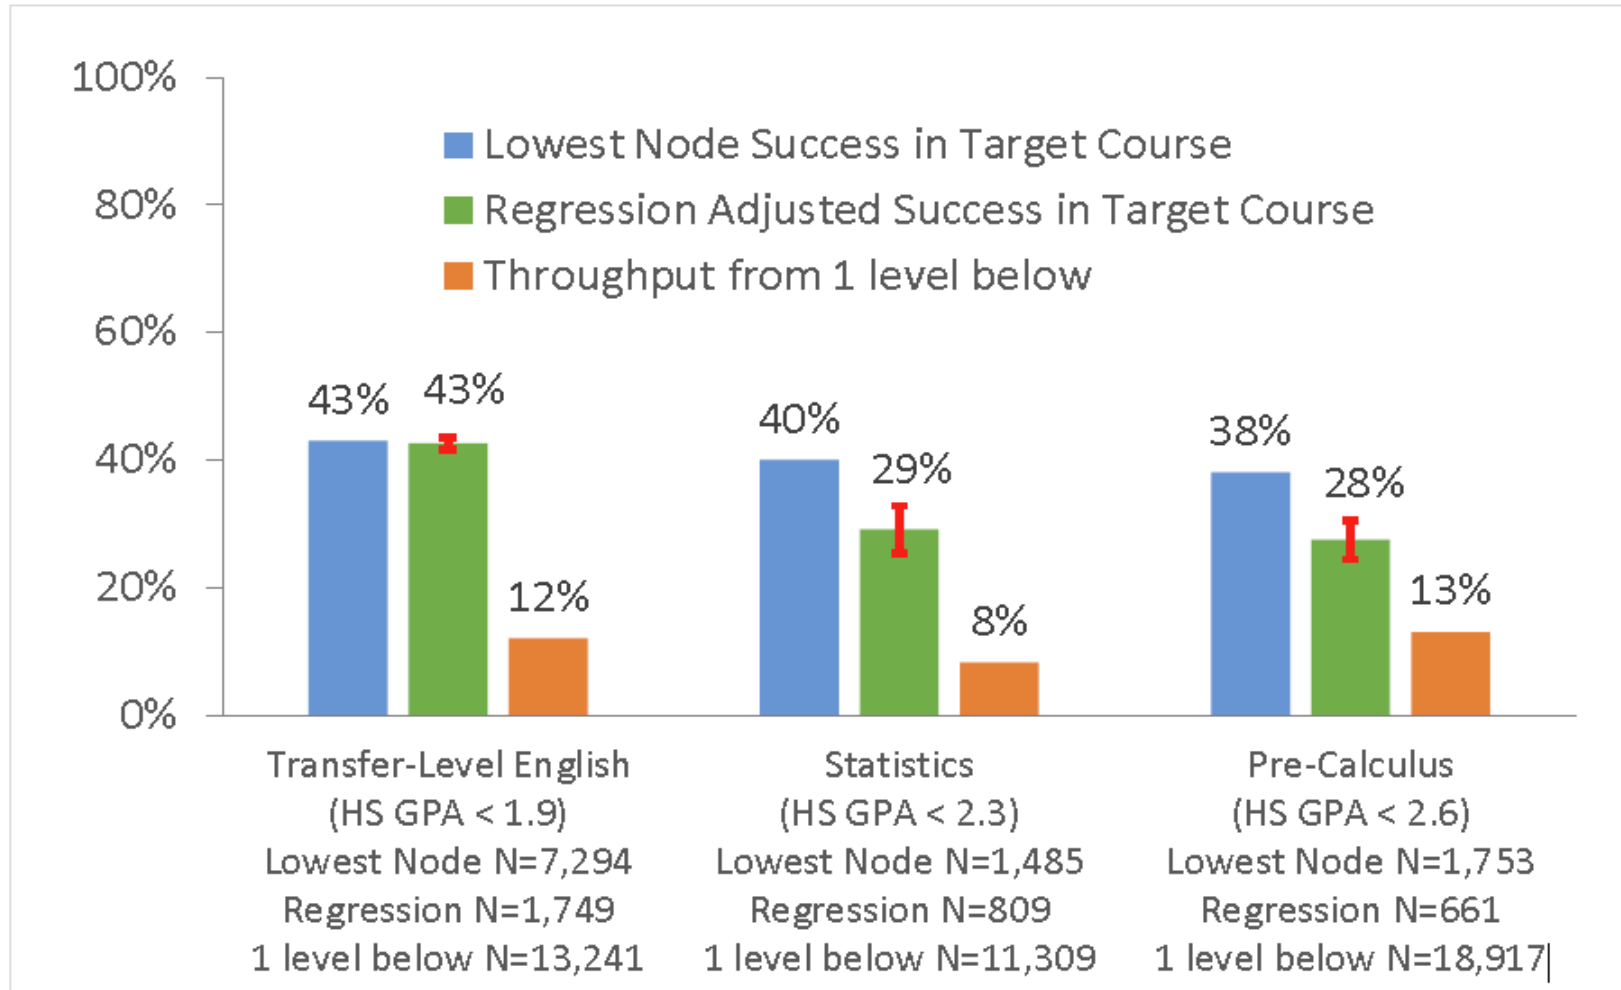 100%
80%
60%
40%
20%
0%
Lowest Node Success in Target Course
Regression Adjusted Success in Target Course
Throughput from 1 level below
43%
43%
12%
40%
29%
8%
38%
28%
13%
Transfer-Level English
(HS GPA < 1.9)
Lowest Node N=7,294
Regression N=1,749
1 level below N=13,241
Statistics
(HS GPA < 2.3)
Lowest Node N=1,485
Regression N=809
1 level below N=11,309
Pre-Calculus
(HS GPA < 2.6)
Lowest Node N=1,753
Regression N=661
1 level below N=18,917